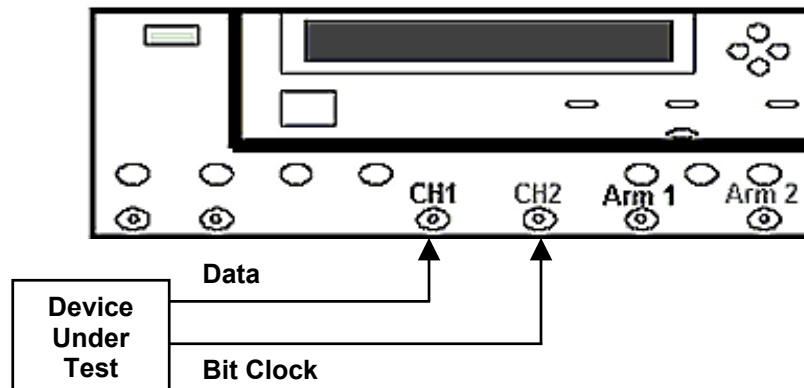 CH1 CH2 Arm 1 Arm 2
Data
Device
Under
Test
Bit Clock